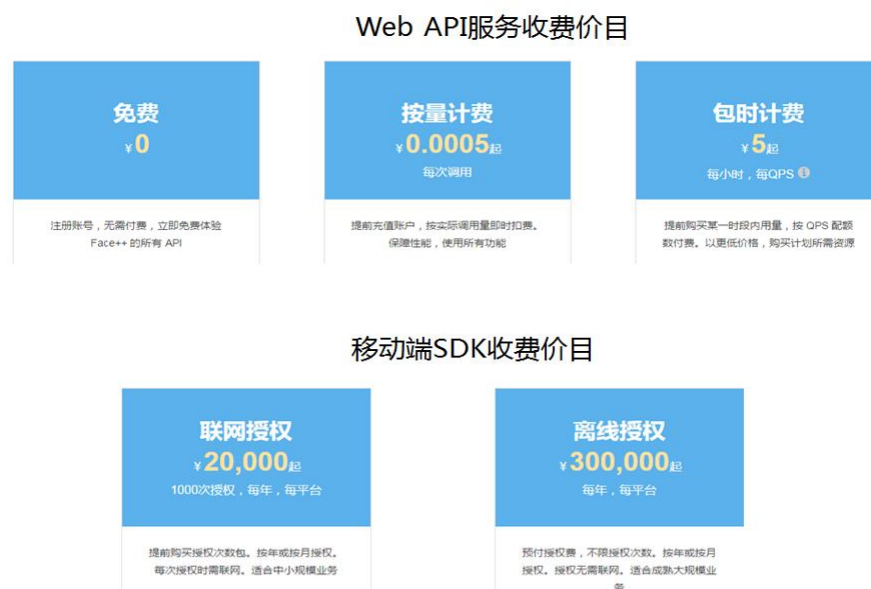 Web API服务收费价目
免费
¥0
注册账号，无需付费，立即免费体验
Face++ 的所有 API
按量计费
¥0.0005起
每次调用
提前充值账户，按实际调用量即时扣费。
保障性能，使用所有功能
包时计费
¥5起
每小时，每QPS
提前购买某一时段内用量，按 QPS 配额
数付费。以更低价格，购买计划所需资源
移动端SDK收费价目
联网授权
¥20,000起
1000次授权，每年，每平台
提前购买授权次数包。按年或按月授权。
每次授权时需联网。适合中小规模业务
离线授权
¥300,000起
每年，每平台
预付授权费，不限授权次数。按年或按月
授权。授权无需联网。适合成熟大规模业
务